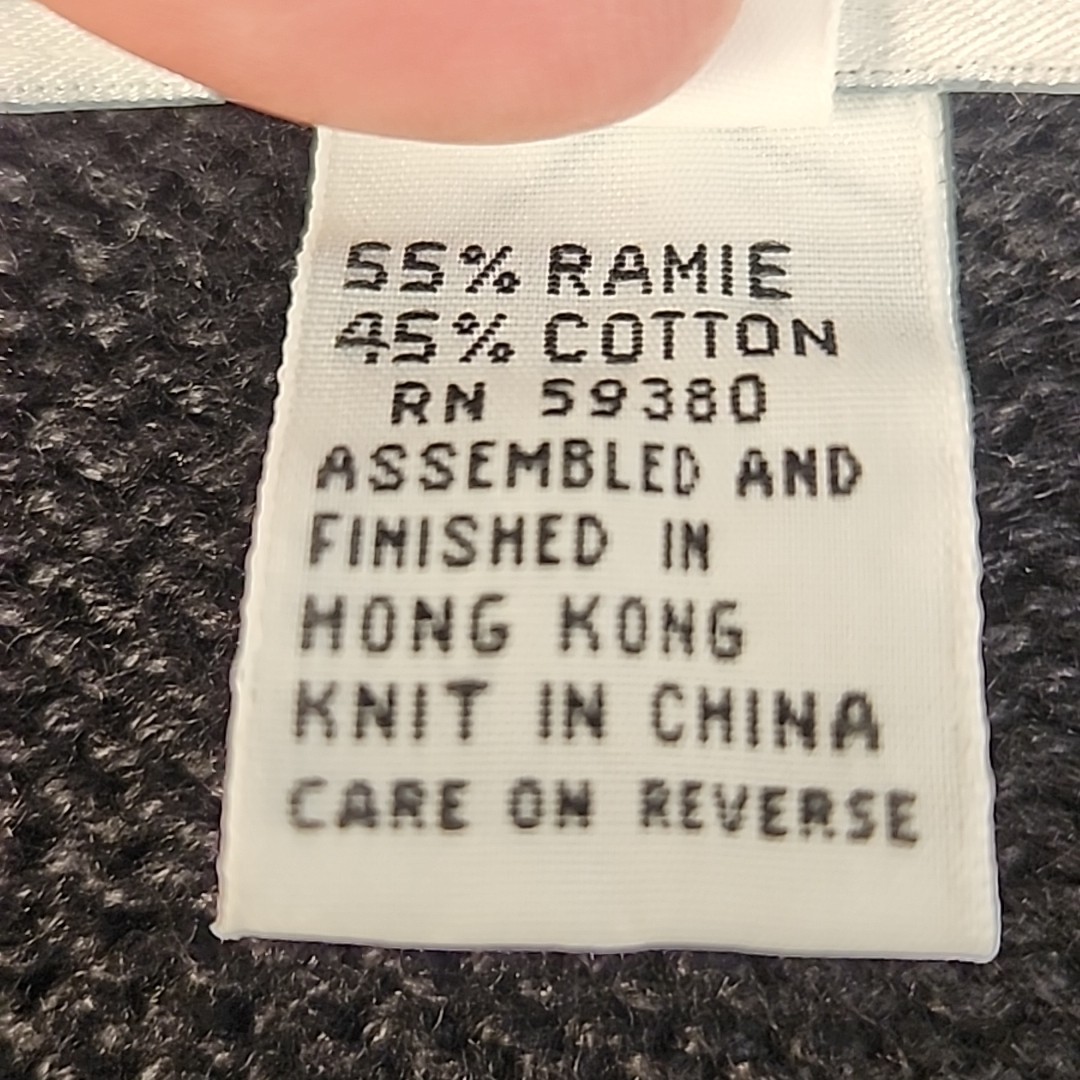 55% RAMIE
45% COTTON
RN 59380
ASSEMBLED AND
FINISHED IN
HONG KONG
KNIT IN CHINA
CARE ON REVERSE